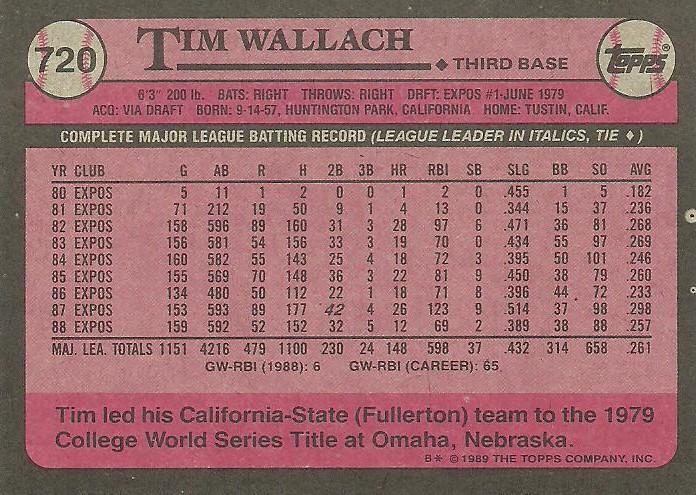 720 TIM WALLACH ♦ THIRD BASE Topps®
6'3" 200 lb. BATS: RIGHT THROWS: RIGHT DRFT: EXPOS #1-JUNE 1979
ACQ: VIA DRAFT BORN: 9-14-57, HUNTINGTON PARK, CALIFORNIA HOME: TUSTIN, CALIF.
COMPLETE MAJOR LEAGUE BATTING RECORD (LEAGUE LEADER IN ITALICS, TIE ♦)
YR CLUB G AB R H 2B 3B HR RBI SB SLG BB SO AVG
80 EXPOS 5 11 1 2 0 0 1 2 0 .455 1 5 .182
81 EXPOS 71 212 19 50 9 1 4 13 0 .344 15 37 .236
82 EXPOS 158 596 89 160 31 3 28 97 6 .471 36 81 .268
83 EXPOS 156 581 54 156 33 3 19 70 0 .434 55 97 .269
84 EXPOS 160 582 55 143 25 4 18 72 3 .395 50 101 .246
85 EXPOS 155 569 70 148 36 3 22 81 9 .450 38 79 .260
86 EXPOS 134 480 50 112 22 1 18 71 8 .396 44 72 .233
87 EXPOS 153 593 89 177 42 4 26 123 9 .514 37 98 .298
88 EXPOS 159 592 52 152 32 5 12 69 2 .389 38 88 .257
MAJ. LEA. TOTALS 1151 4216 479 1100 230 24 148 598 37 .432 314 658 .261
GW-RBI (1988): 6 GW-RBI (CAREER): 65
Tim led his California-State (Fullerton) team to the 1979
College World Series Title at Omaha, Nebraska.
B* © 1989 THE TOPPS COMPANY, INC.